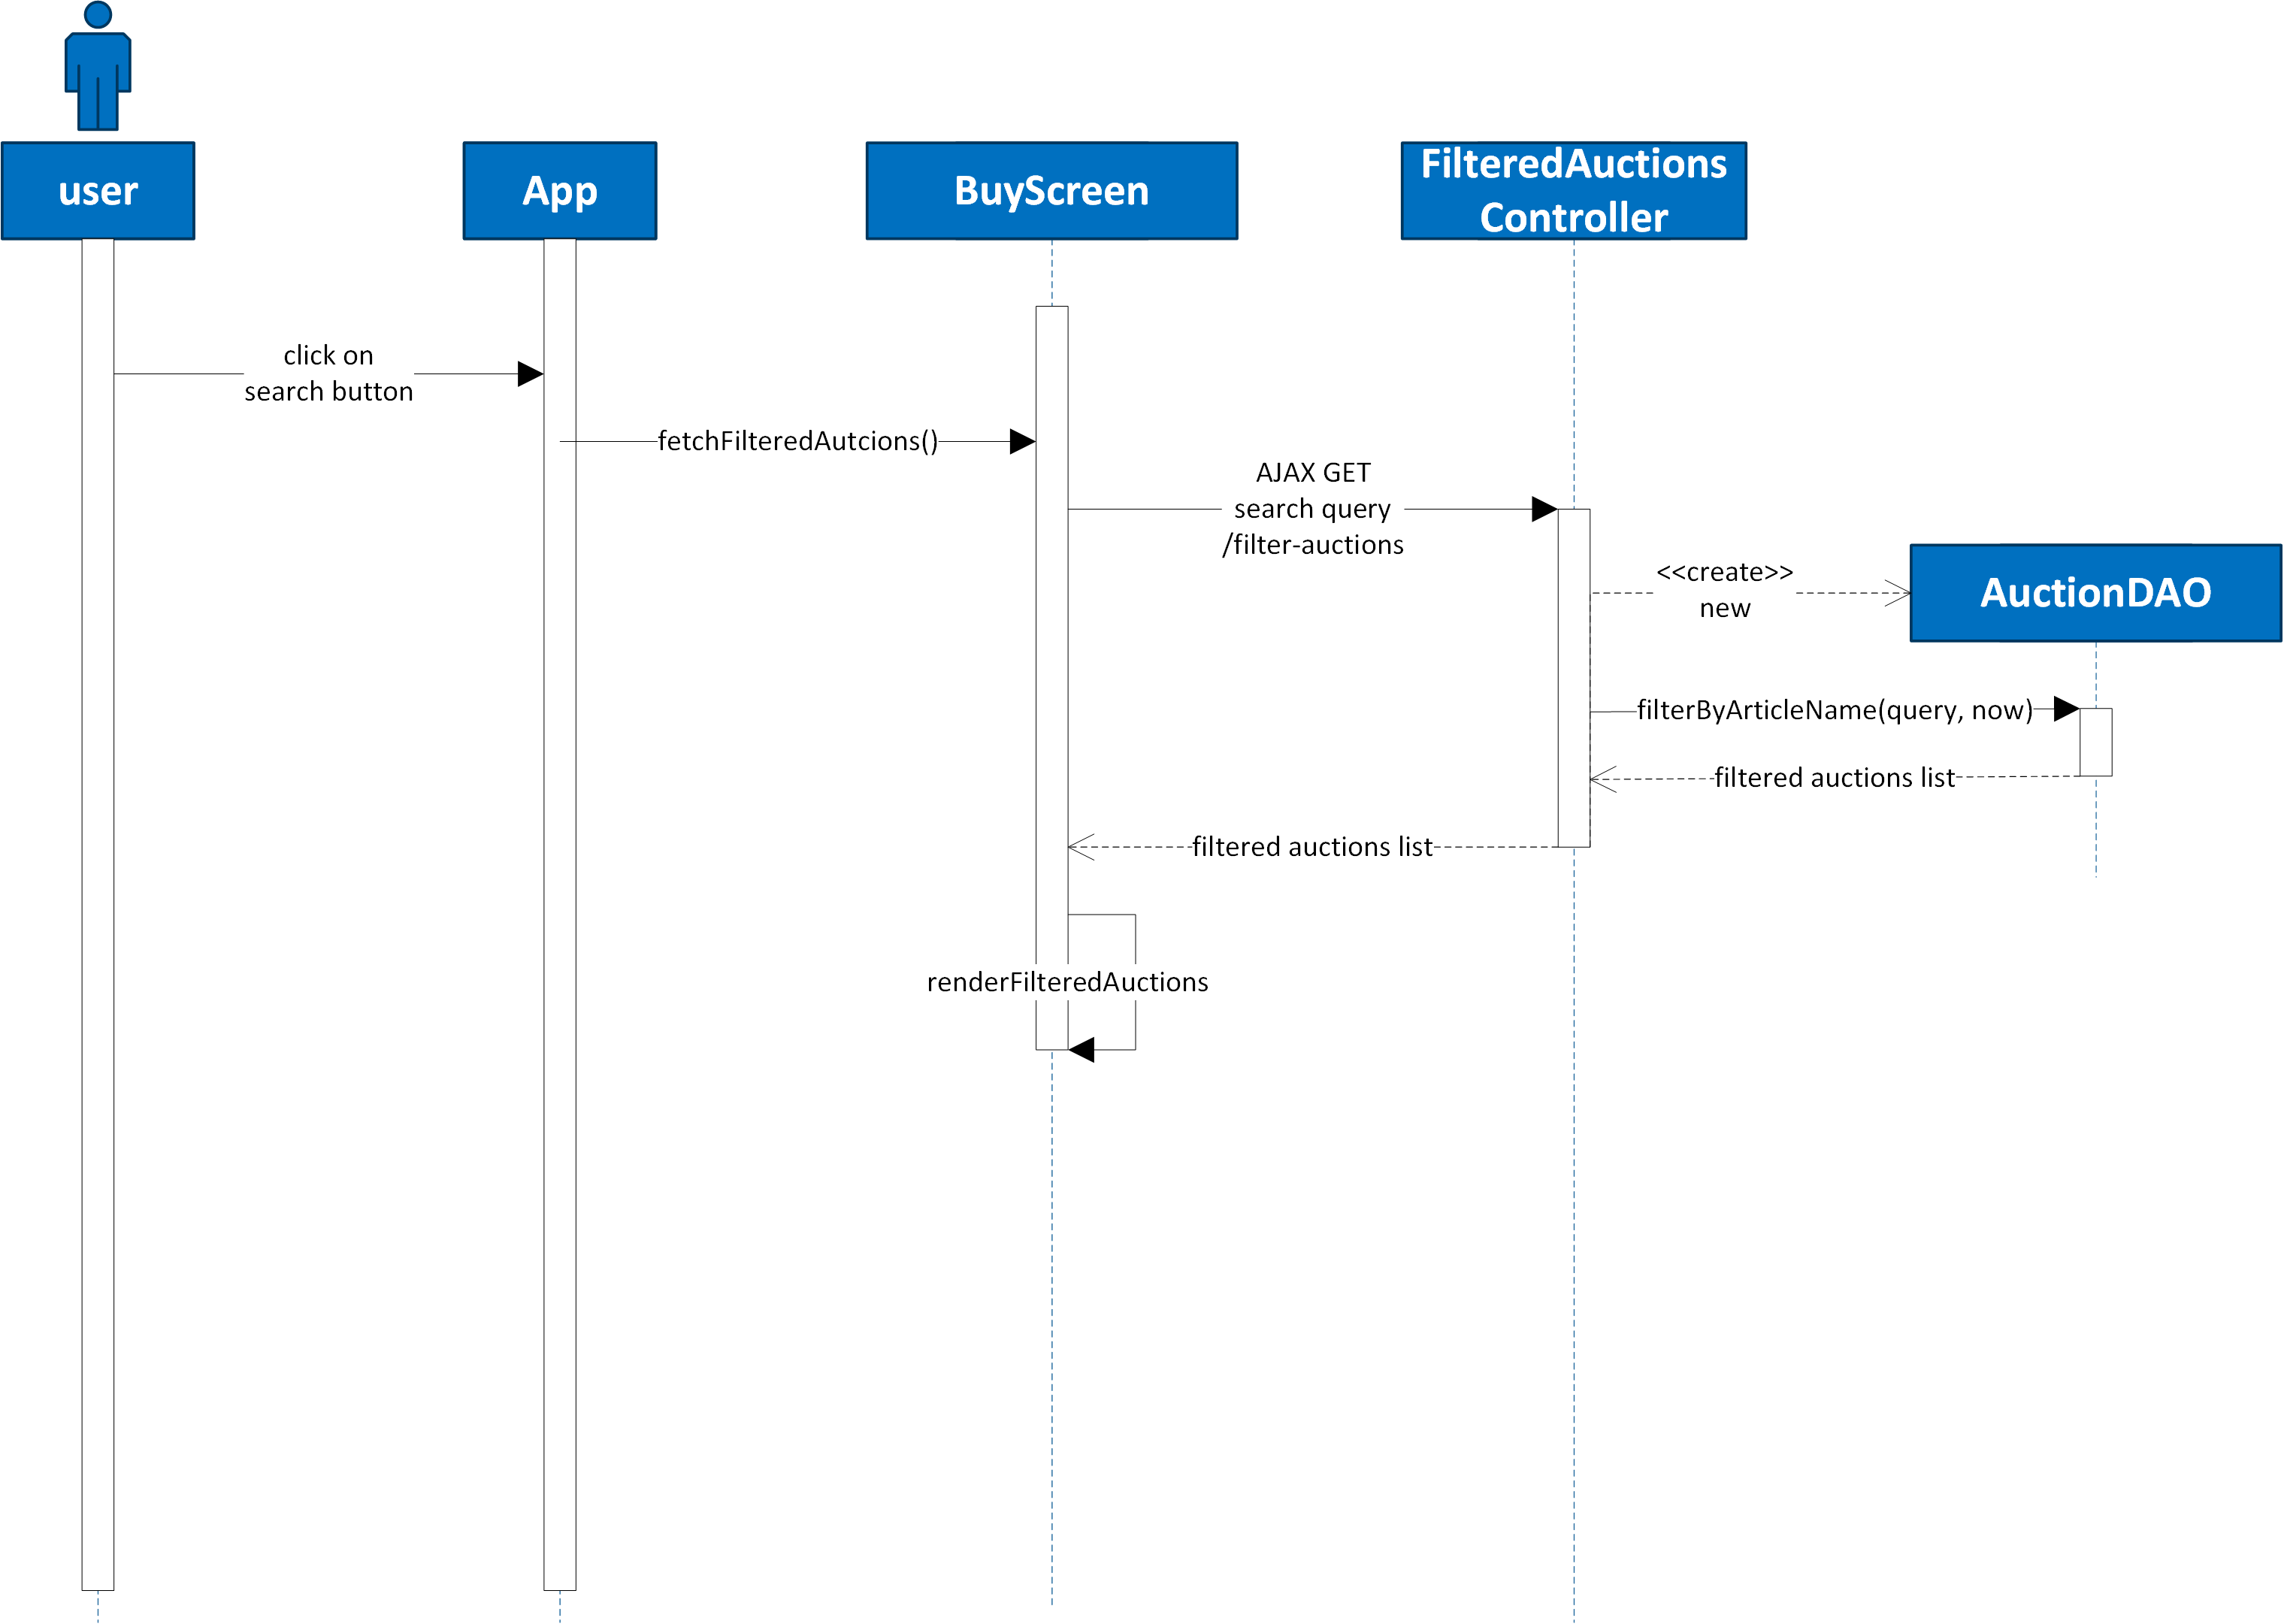 user
App
BuyScreen
FilteredAuctions
Controller
click on
search button
fetchFilteredAutcions()
AJAX GET
search query
/filter-auctions
<<create>>
new
AuctionDAO
filterByArticleName(query, now)
filtered auctions list
filtered auctions list
renderFilteredAuctions